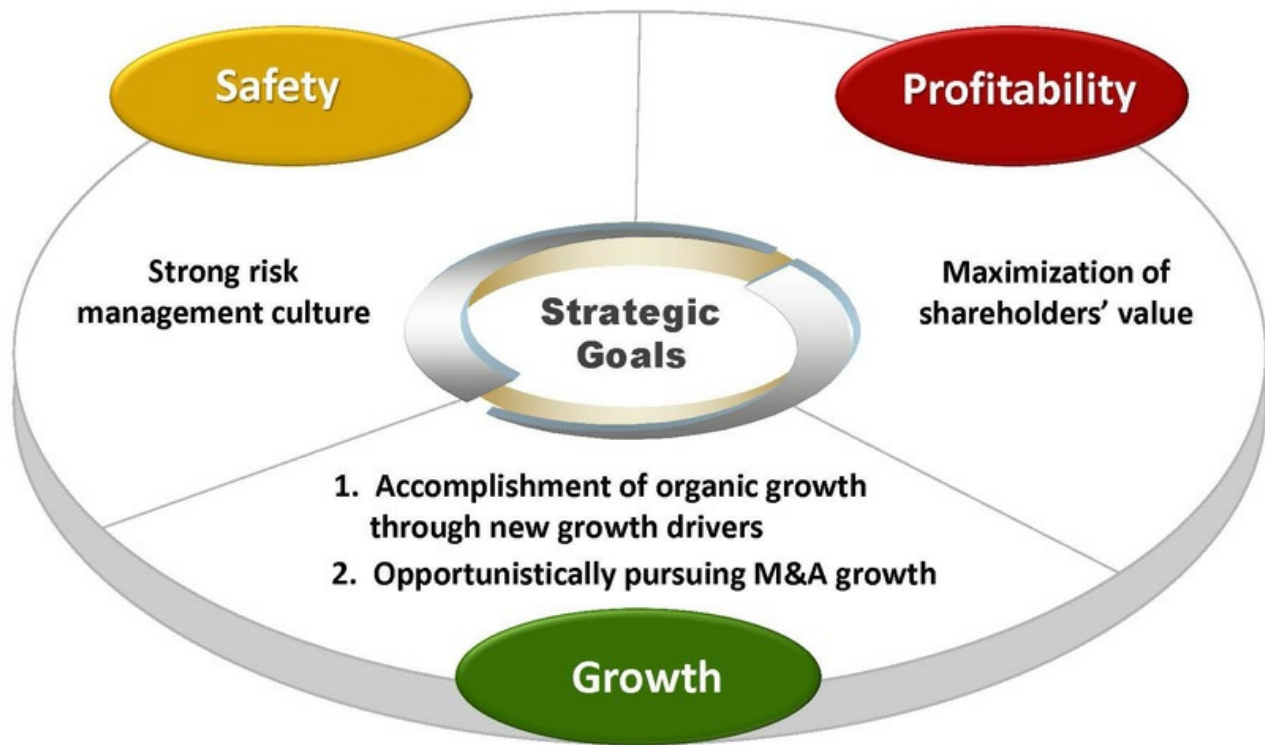 Safety
Profitability
Strong risk
management culture
Maximization of
shareholders’ value
Strategic
Goals
1. Accomplishment of organic growth
through new growth drivers
2. Opportunistically pursuing M&A growth
Growth